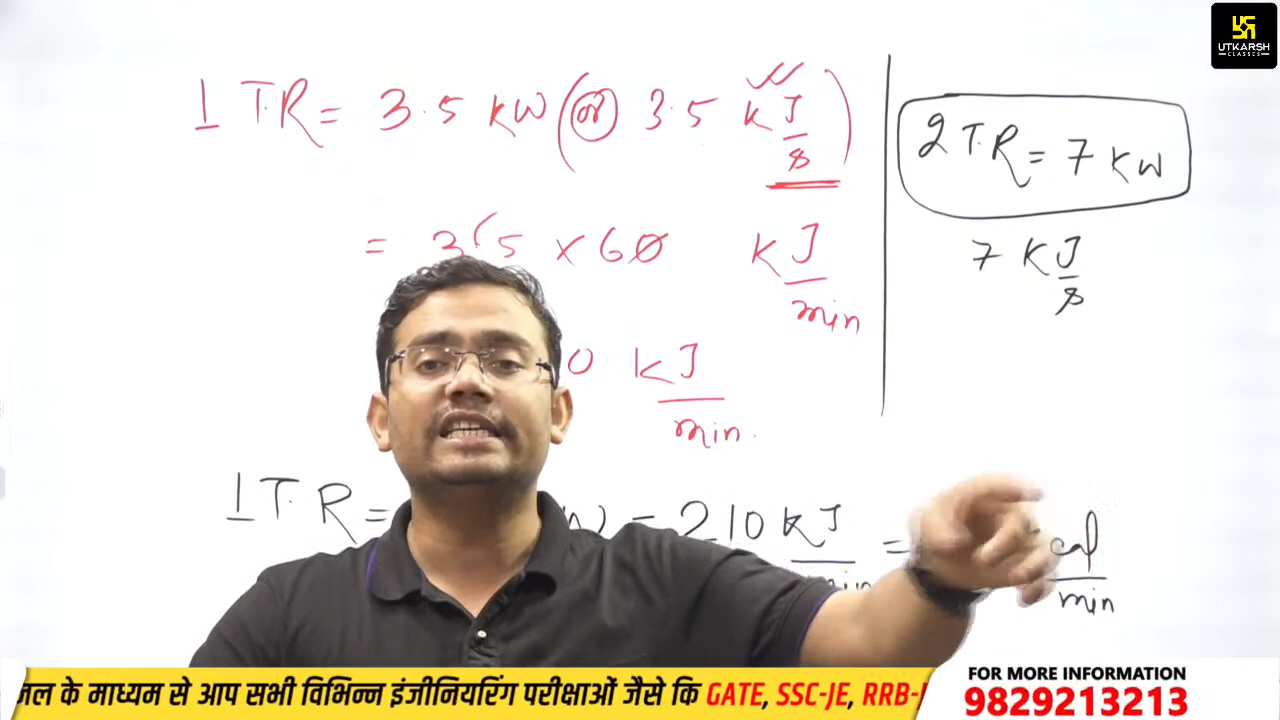 UTKARSH
CLASSES
1 T.R = 3.5 kW (or 3.5 kJ/s)
= 3.5 × 60 kJ/min
0 kJ/min.
1 T.R = = 210 kJ/min = cal/min
2 T.R = 7 kW
7 kJ/s
के माध्यम से आप सभी विभिन्न इंजीनियरिंग परीक्षाओं जैसे कि GATE, SSC-JE,
FOR MORE INFORMATION
9829213213